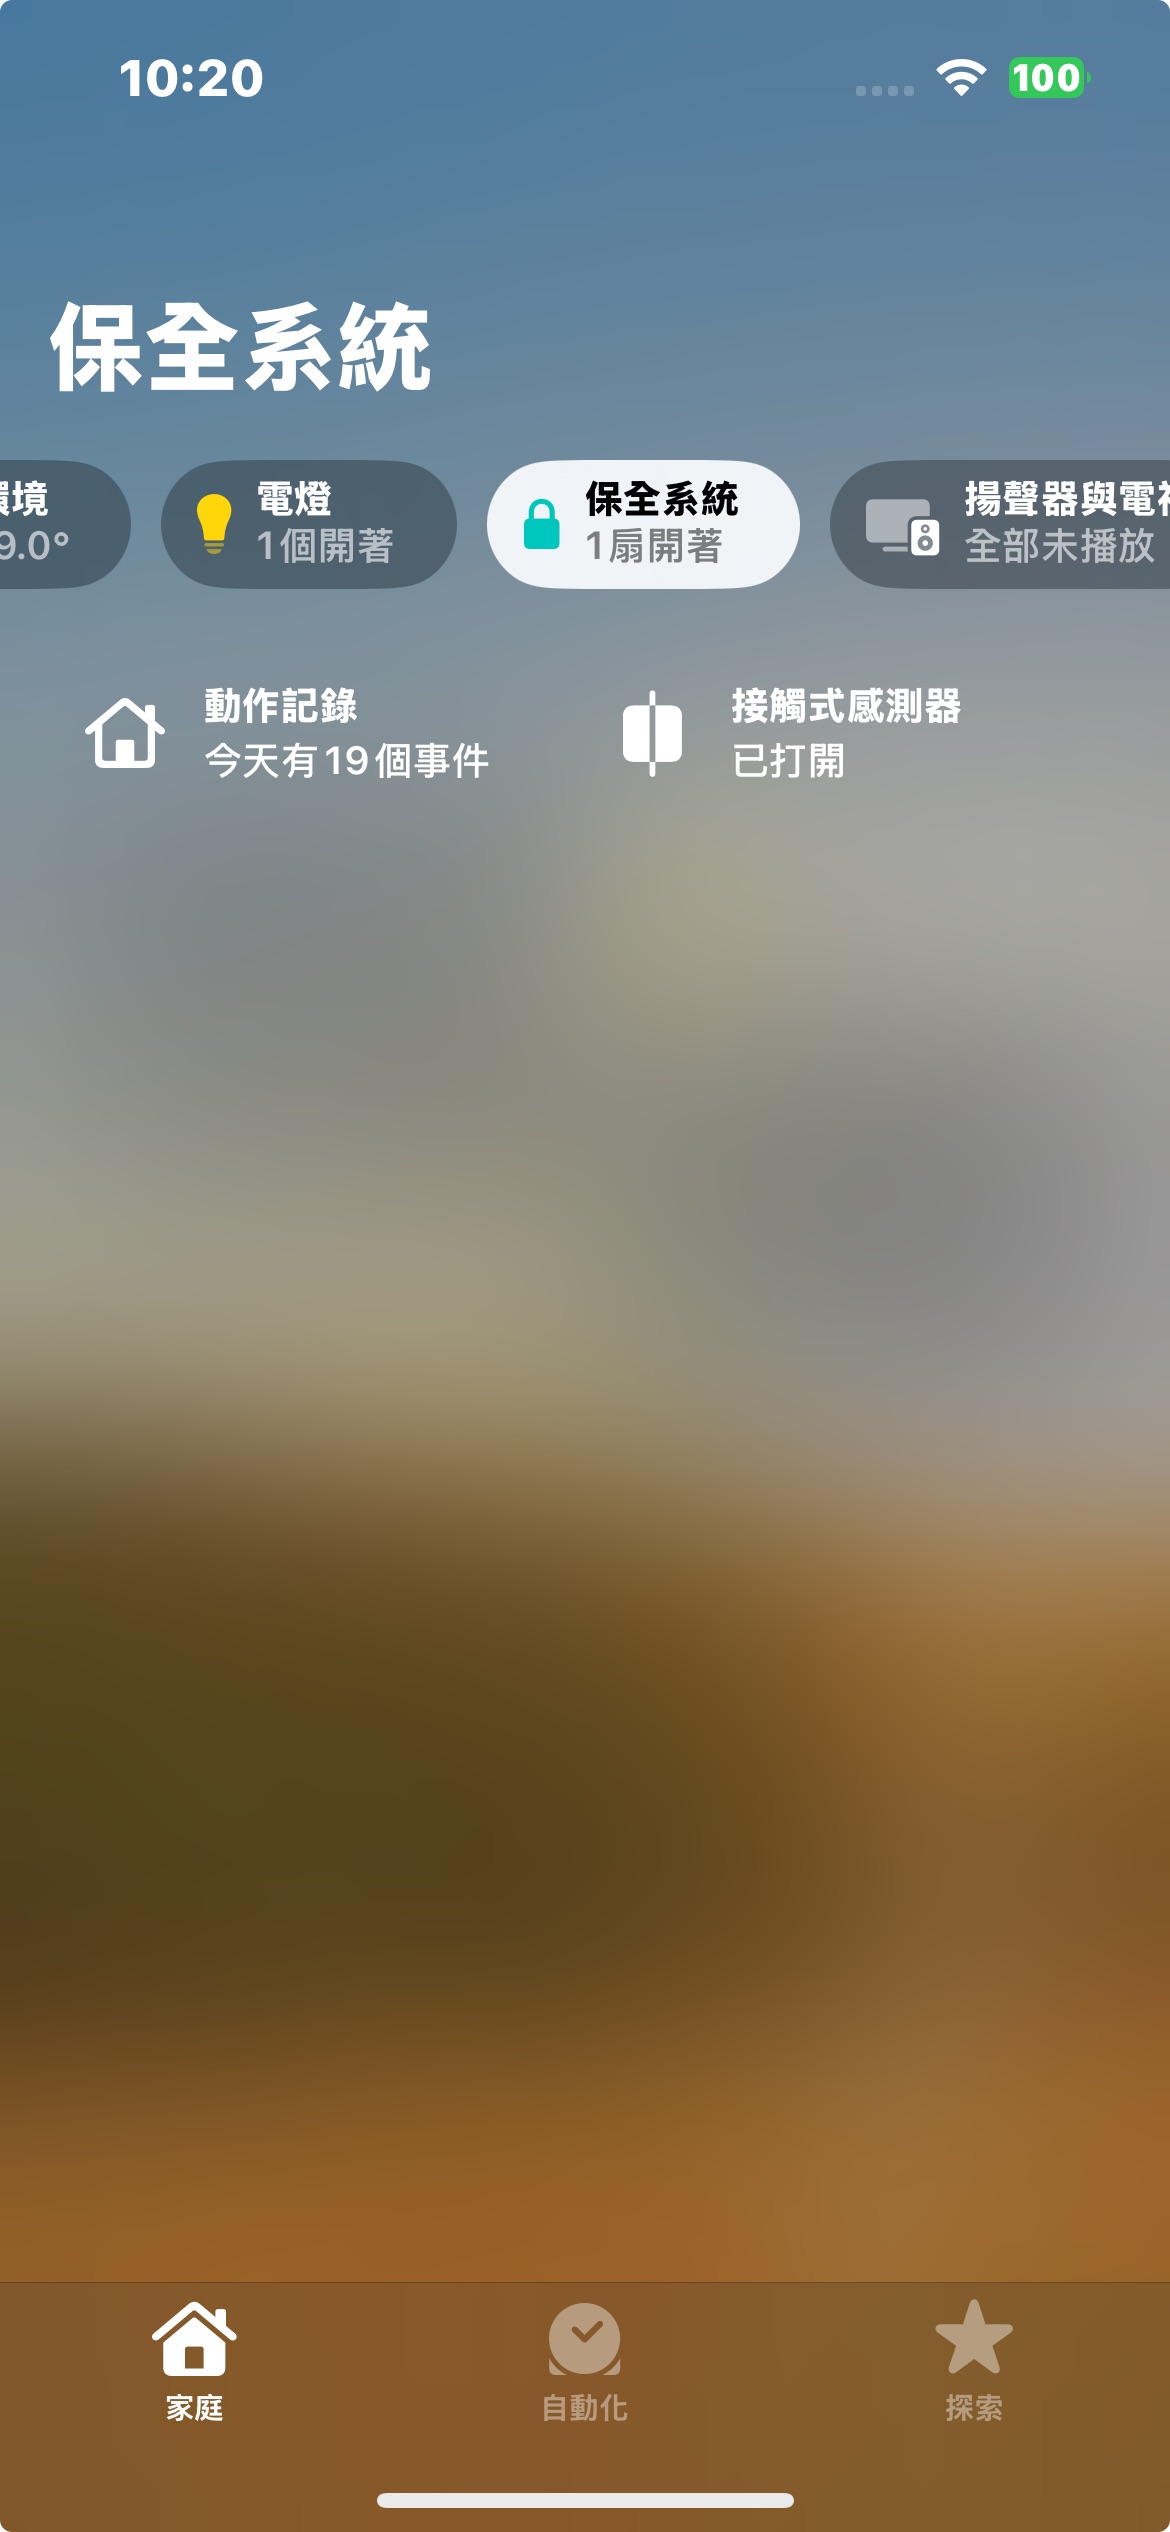 10:20
100
保全系統
環境
9.0°
電燈
1個開著
保全系統
1扇開著
揚聲器與電視
全部未播放
動作記錄
今天有19個事件
接觸式感測器
已打開
家庭
自動化
探索